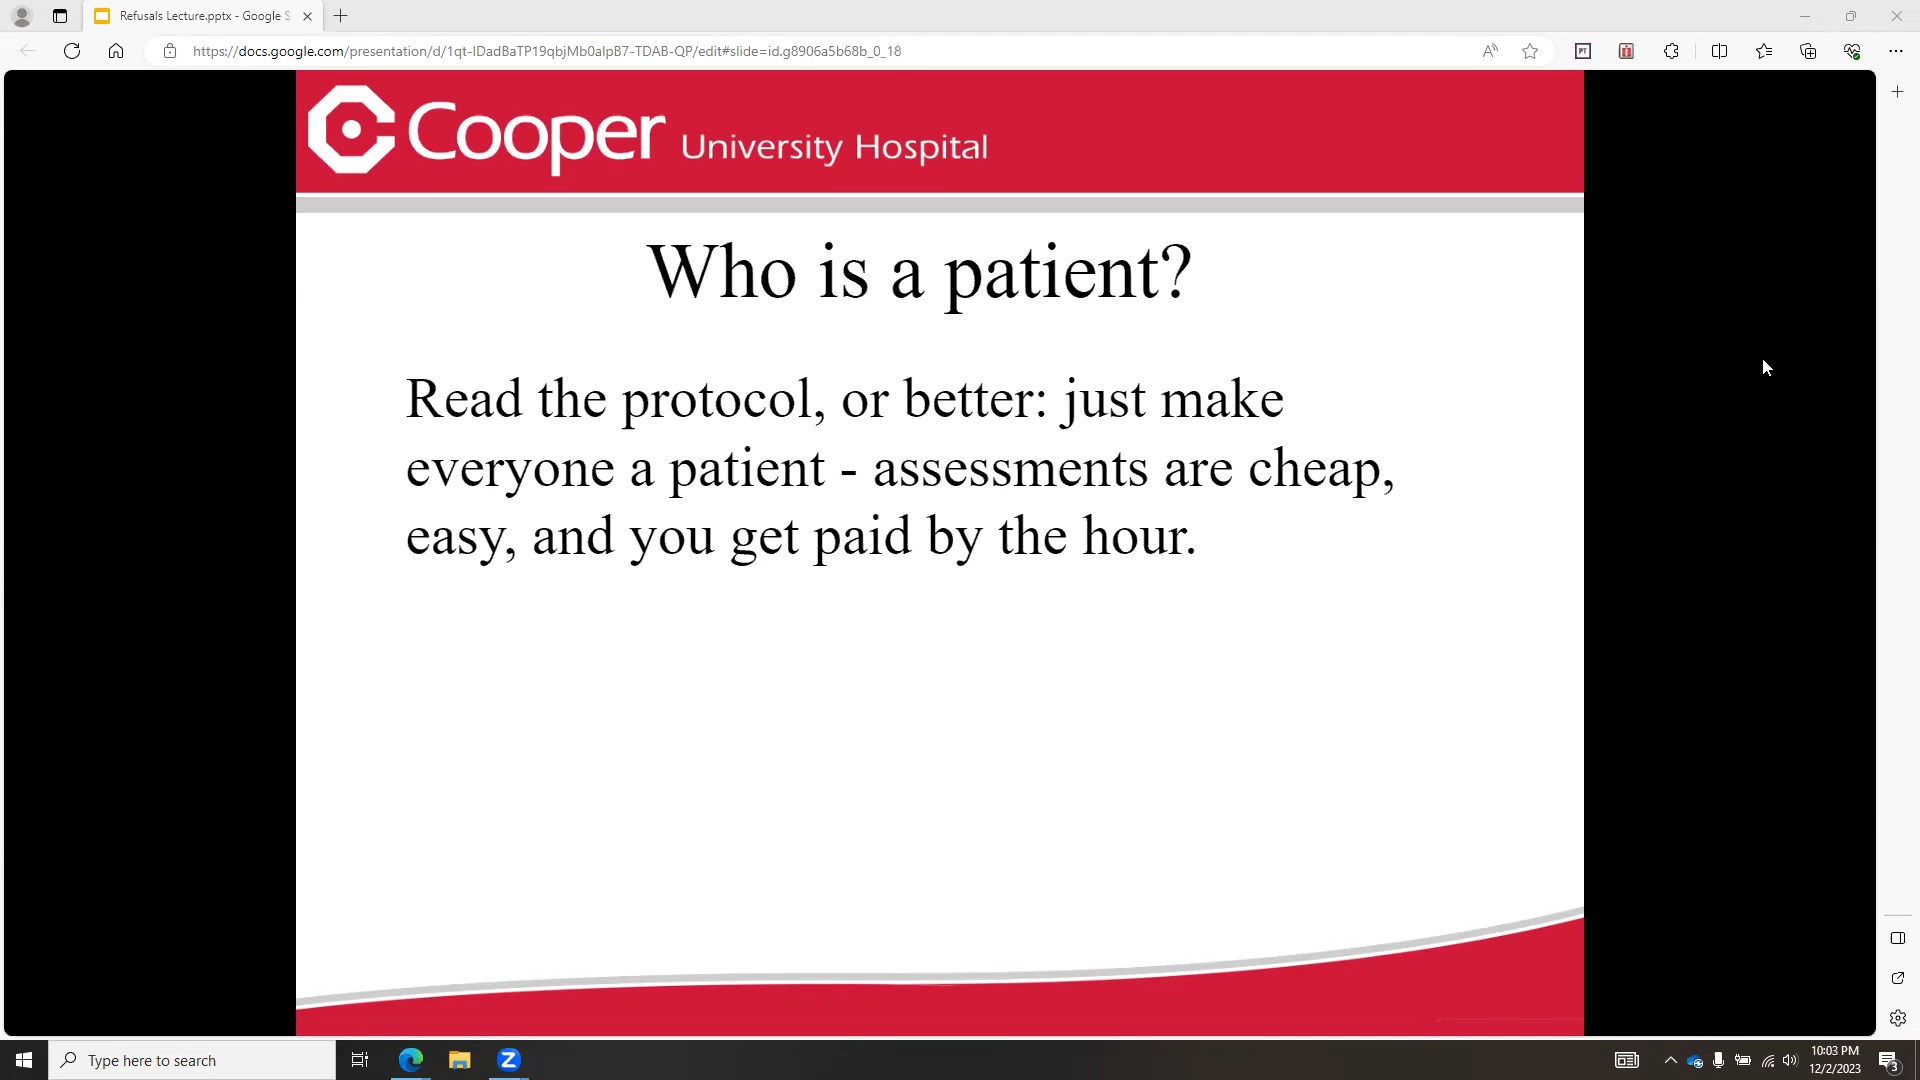 Refusals Lecture.pptx - Google S
https://docs.google.com/presentation/d/1qt-IDadBaTP19qbjMb0alpB7-TDAB-QP/edit#slide=id.g8906a5b68b_0_18
Cooper University Hospital
Who is a patient?
Read the protocol, or better: just make
everyone a patient - assessments are cheap,
easy, and you get paid by the hour.
Type here to search
10:03 PM
12/2/2023
3